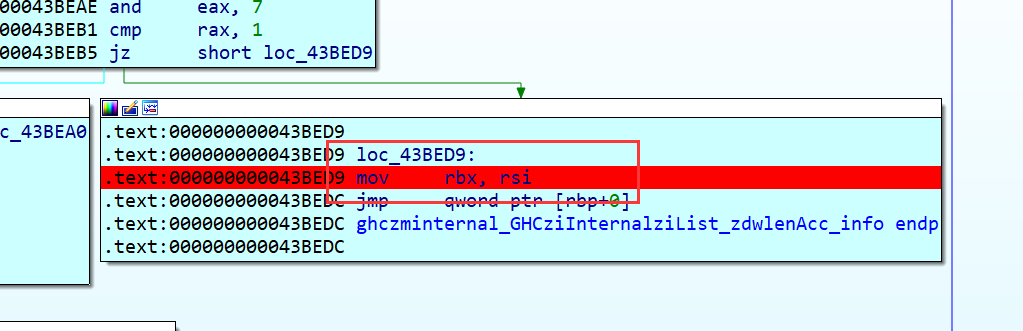 00043BEAE and     eax, 7
00043BEB1 cmp     rax, 1
00043BEB5 jz      short loc_43BED9
c_43BEA0
.text:000000000043BED9
.text:000000000043BED9 loc_43BED9:
.text:000000000043BED9 mov     rbx, rsi
.text:000000000043BEDC jmp     qword ptr [rbp+0]
.text:000000000043BEDC ghczminternal_GHCziInternalziList_zdwlenAcc_info endp
.text:000000000043BEDC